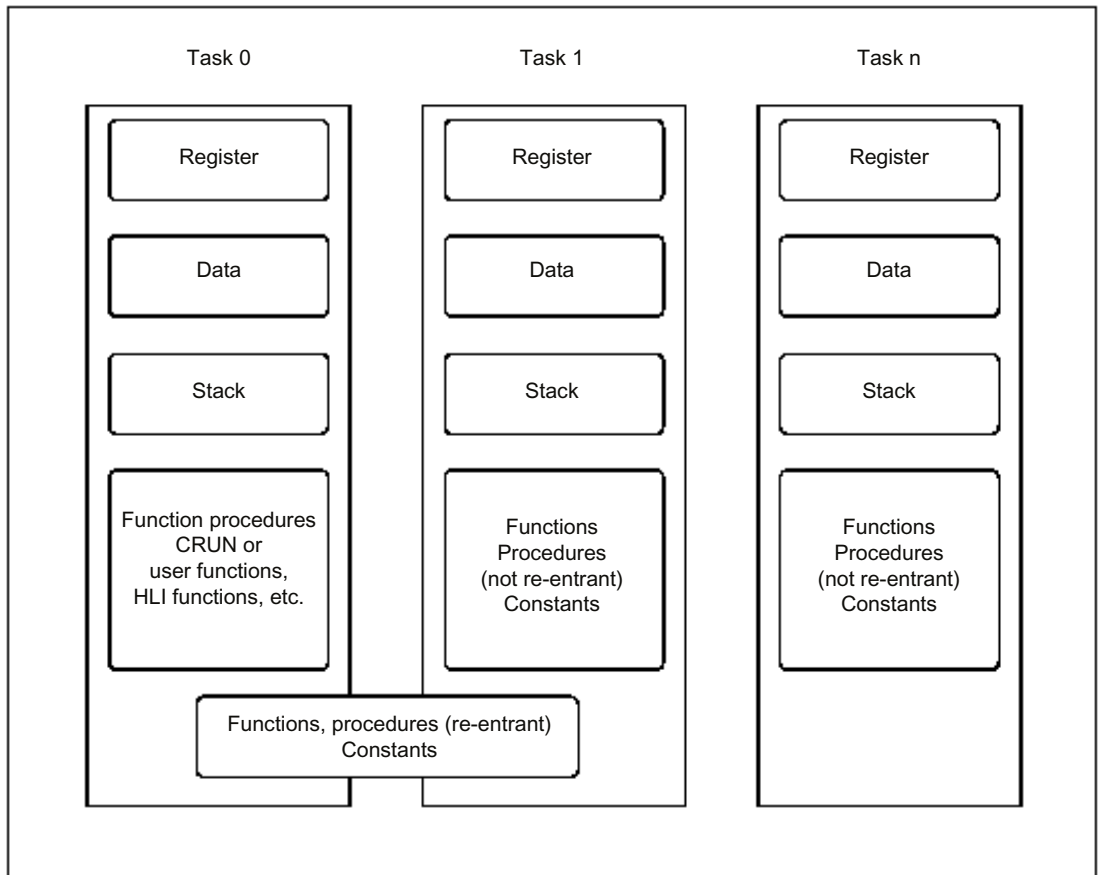 Task 0
Task 1
Task n
Register
Register
Register
Data
Data
Data
Stack
Stack
Stack
Function procedures
CRUN or
user functions,
HLI functions, etc.
Functions
Procedures
(not re-entrant)
Constants
Functions
Procedures
(not re-entrant)
Constants
Functions, procedures (re-entrant)
Constants